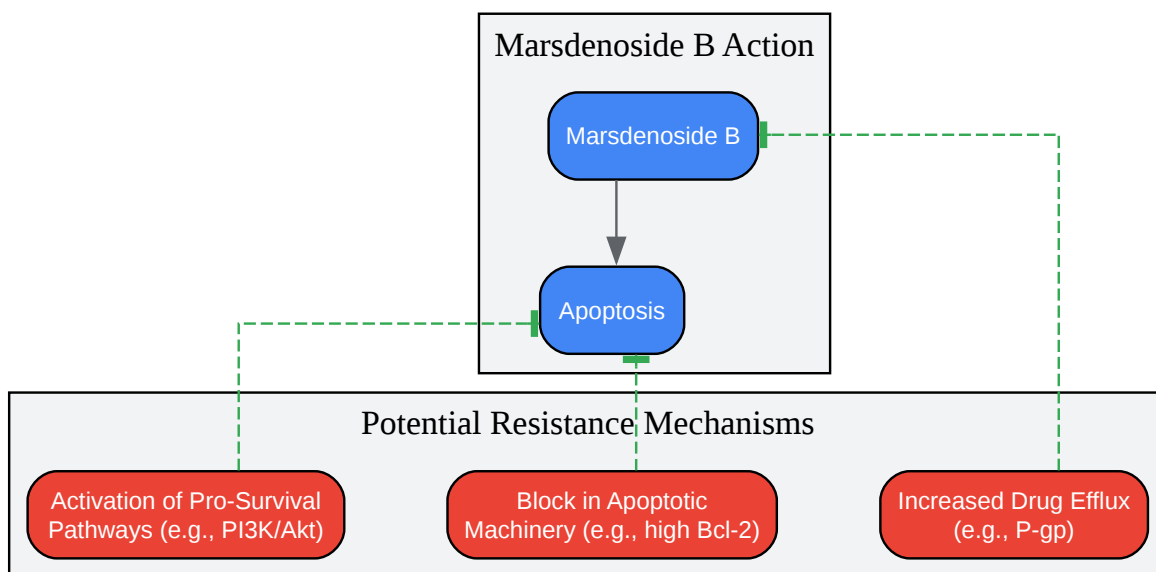 Marsdenoside B Action
Marsdenoside B
Apoptosis
Potential Resistance Mechanisms
Activation of Pro-Survival
Pathways (e.g., PI3K/Akt)
Block in Apoptotic
Machinery (e.g., high Bcl-2)
Increased Drug Efflux
(e.g., P-gp)